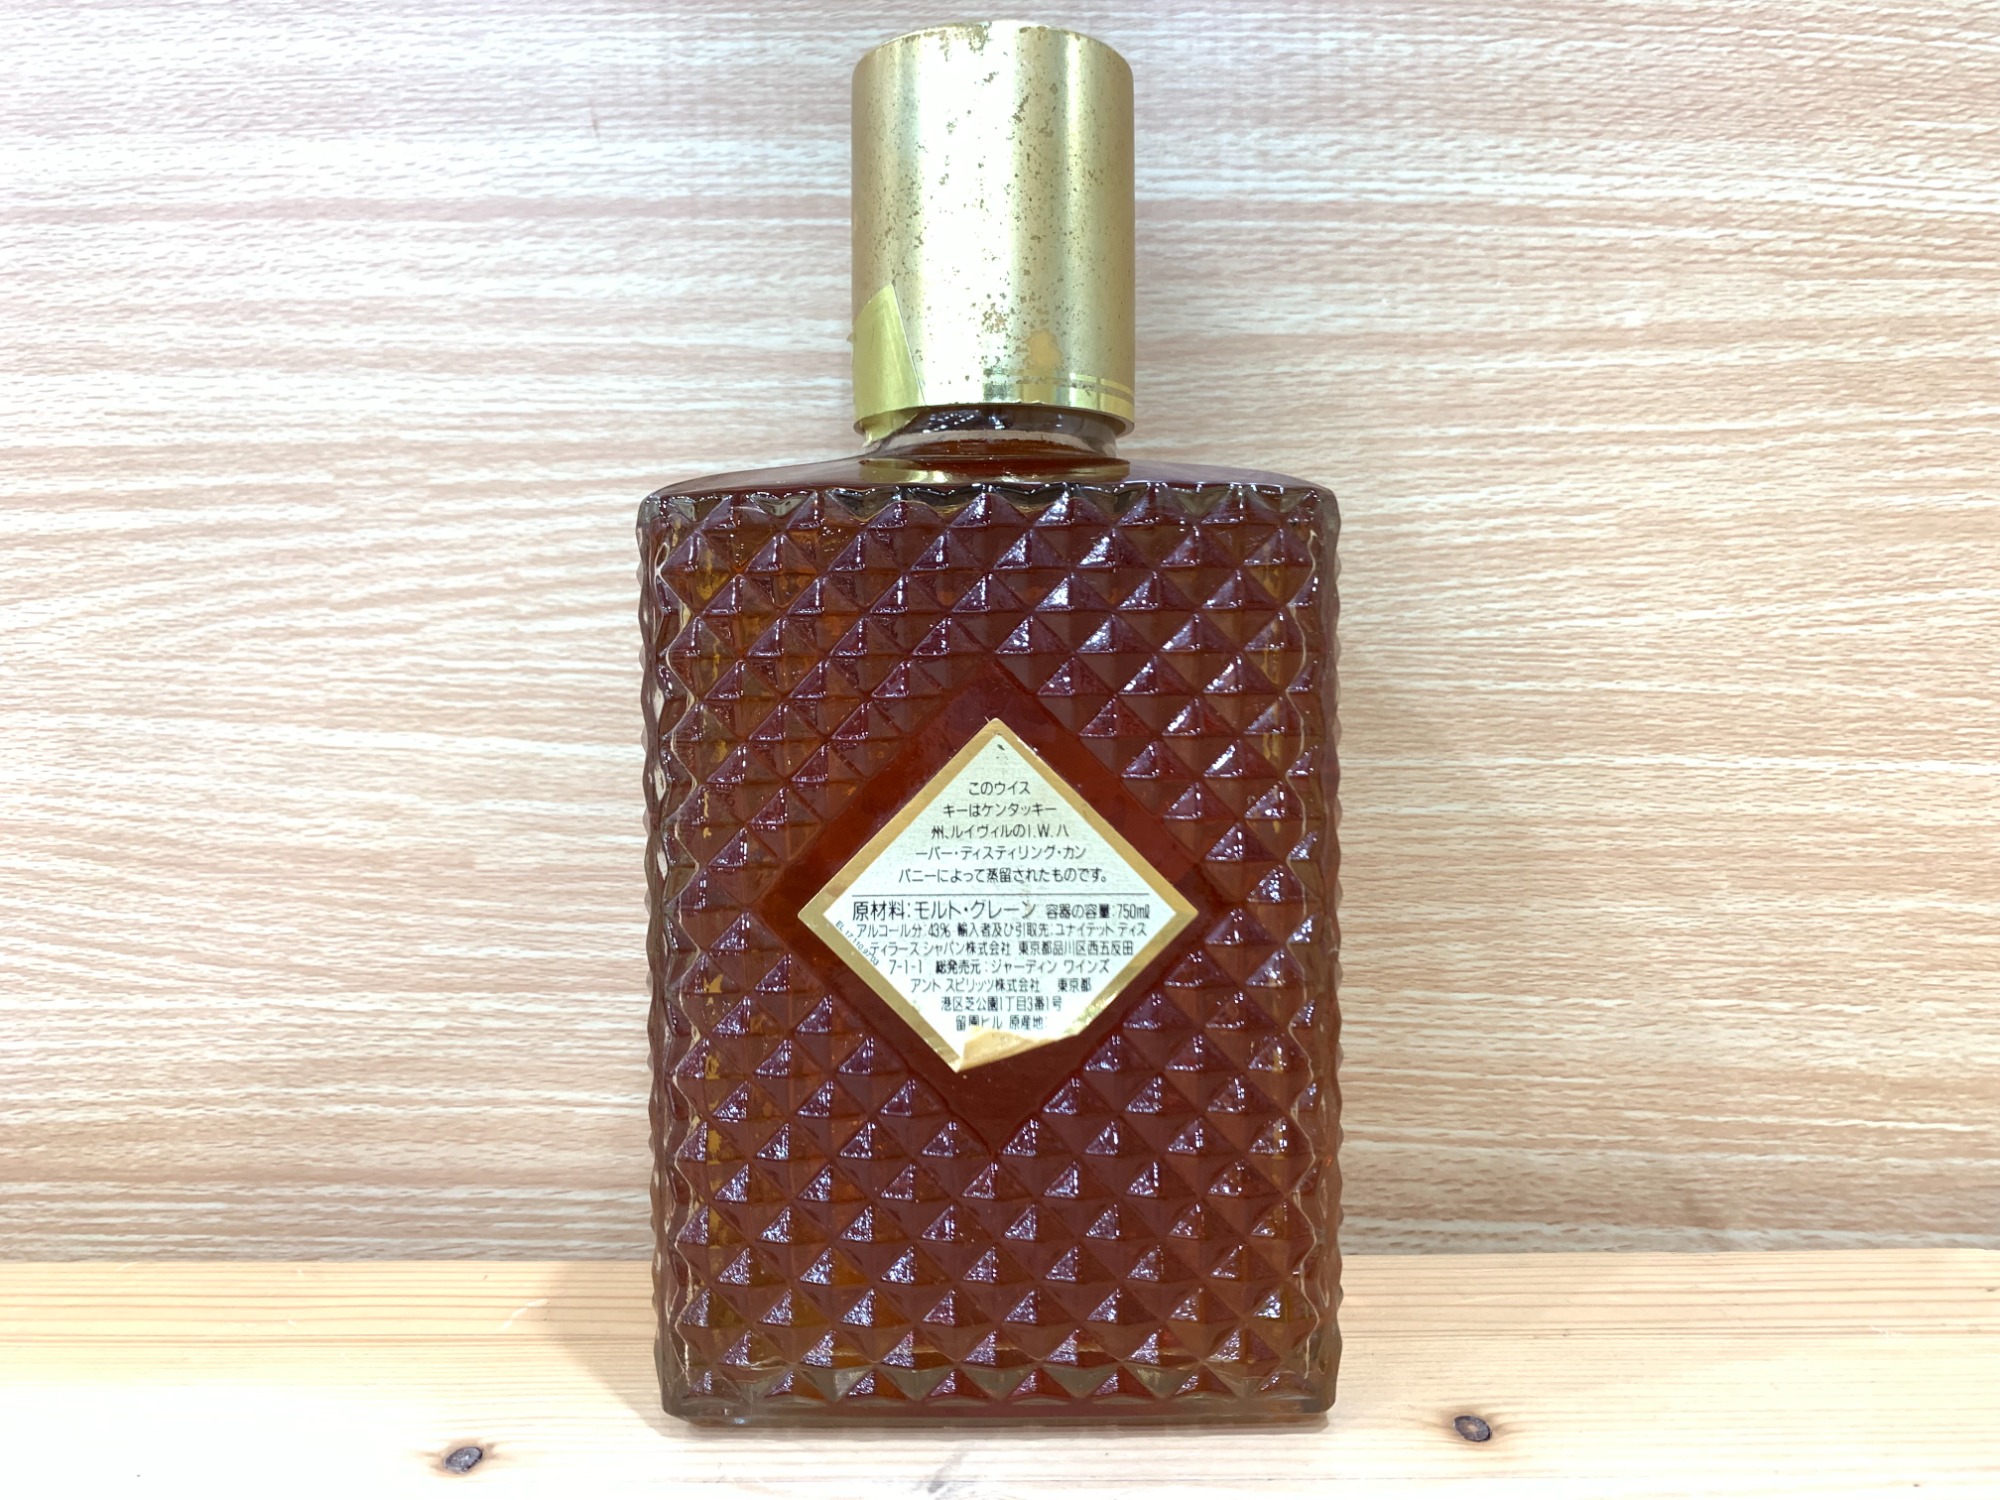 このウイス
キーはケンタッキー
州、ルイヴィルのI.W.ハ
ーパー・ディスティリング・カン
パニーによって蒸留されたものです。
原材料:モルト・グレーン 容器の容量:750ml
アルコール分:43% 輸入者及び引取先:ユナイテッド ディス
ティラーズ ジャパン株式会社 東京都品川区西五反田
7-1-1 総発売元:ジャーディン ワインズ
アンド スピリッツ株式会社 東京都
港区芝公園1丁目3番1号
留園ビル 原産地: